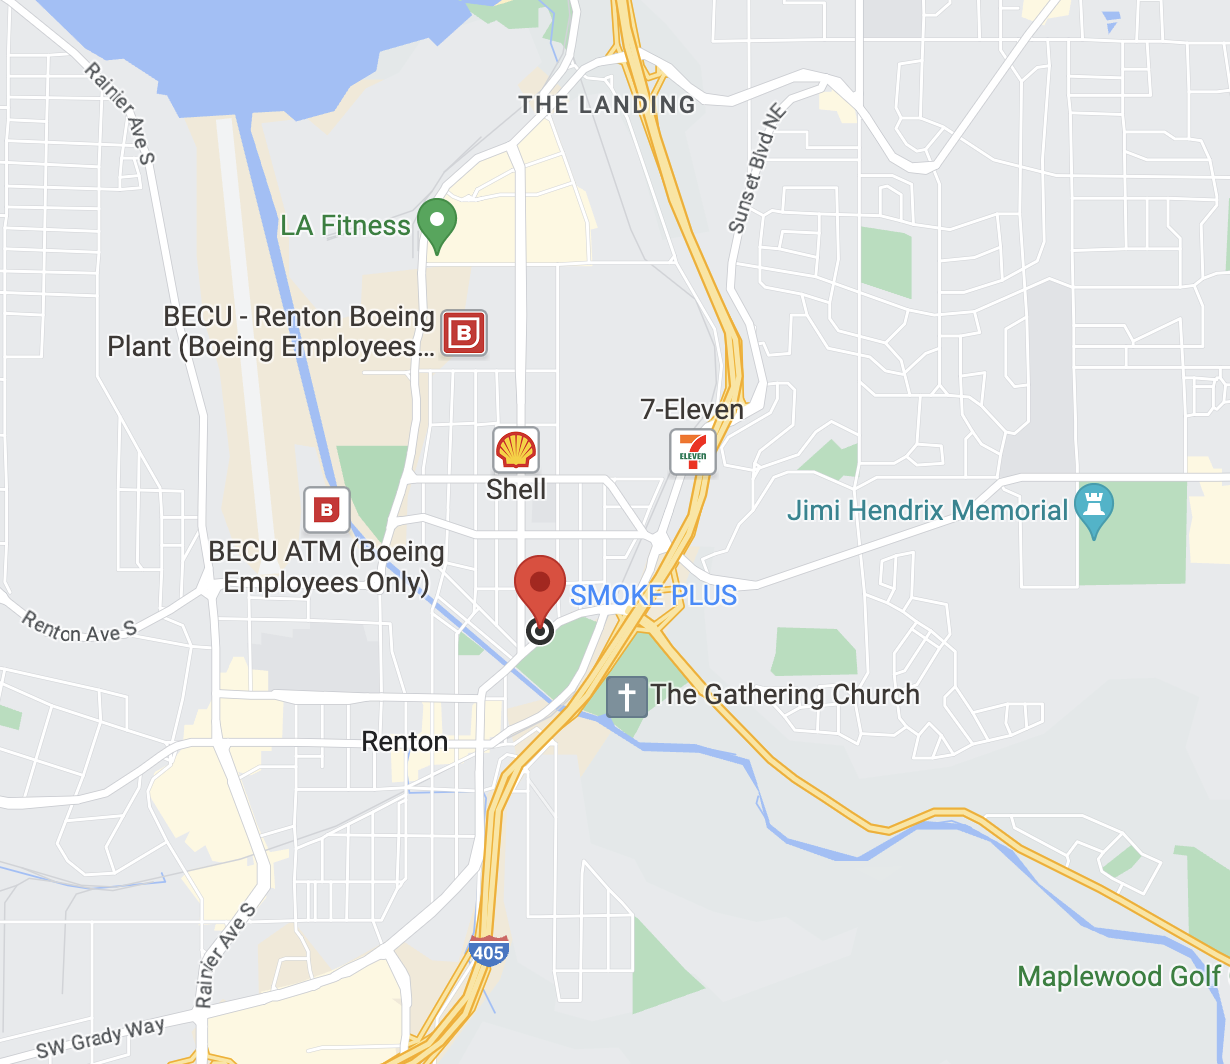 Rainier Ave S
THE LANDING
Sunset Blvd NE
LA Fitness
BECU - Renton Boeing
Plant (Boeing Employees...
B
7-Eleven
ELEVEN
Shell
B
Jimi Hendrix Memorial
BECU ATM (Boeing
Employees Only)
SMOKE PLUS
Renton Ave S
The Gathering Church
Renton
Rainier Ave S
405
Maplewood Golf
SW Grady Way